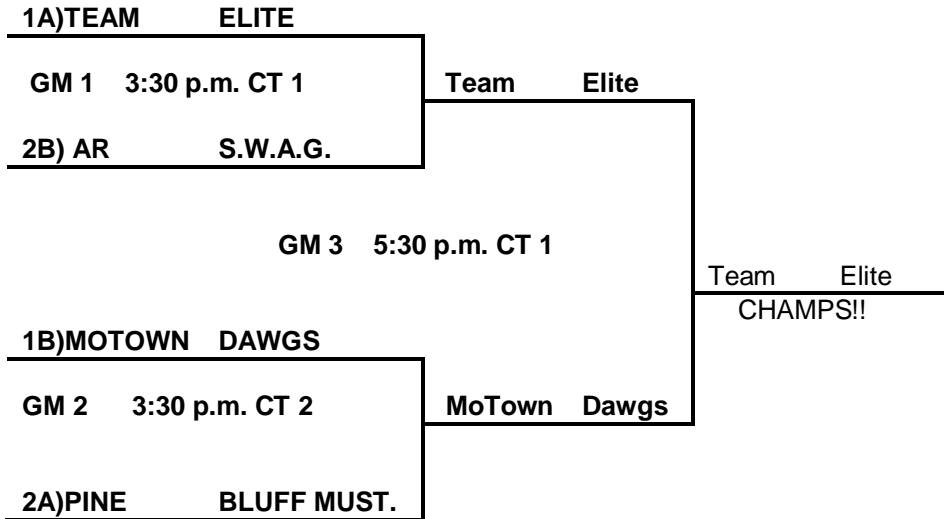 1A)TEAM ELITE
GM 1 3:30 p.m. CT 1
Team Elite
2B) AR S.W.A.G.
GM 3 5:30 p.m. CT 1
Team Elite
CHAMPS!!
1B)MOTOWN DAWGS
GM 2 3:30 p.m. CT 2
MoTown Dawgs
2A)PINE BLUFF MUST.